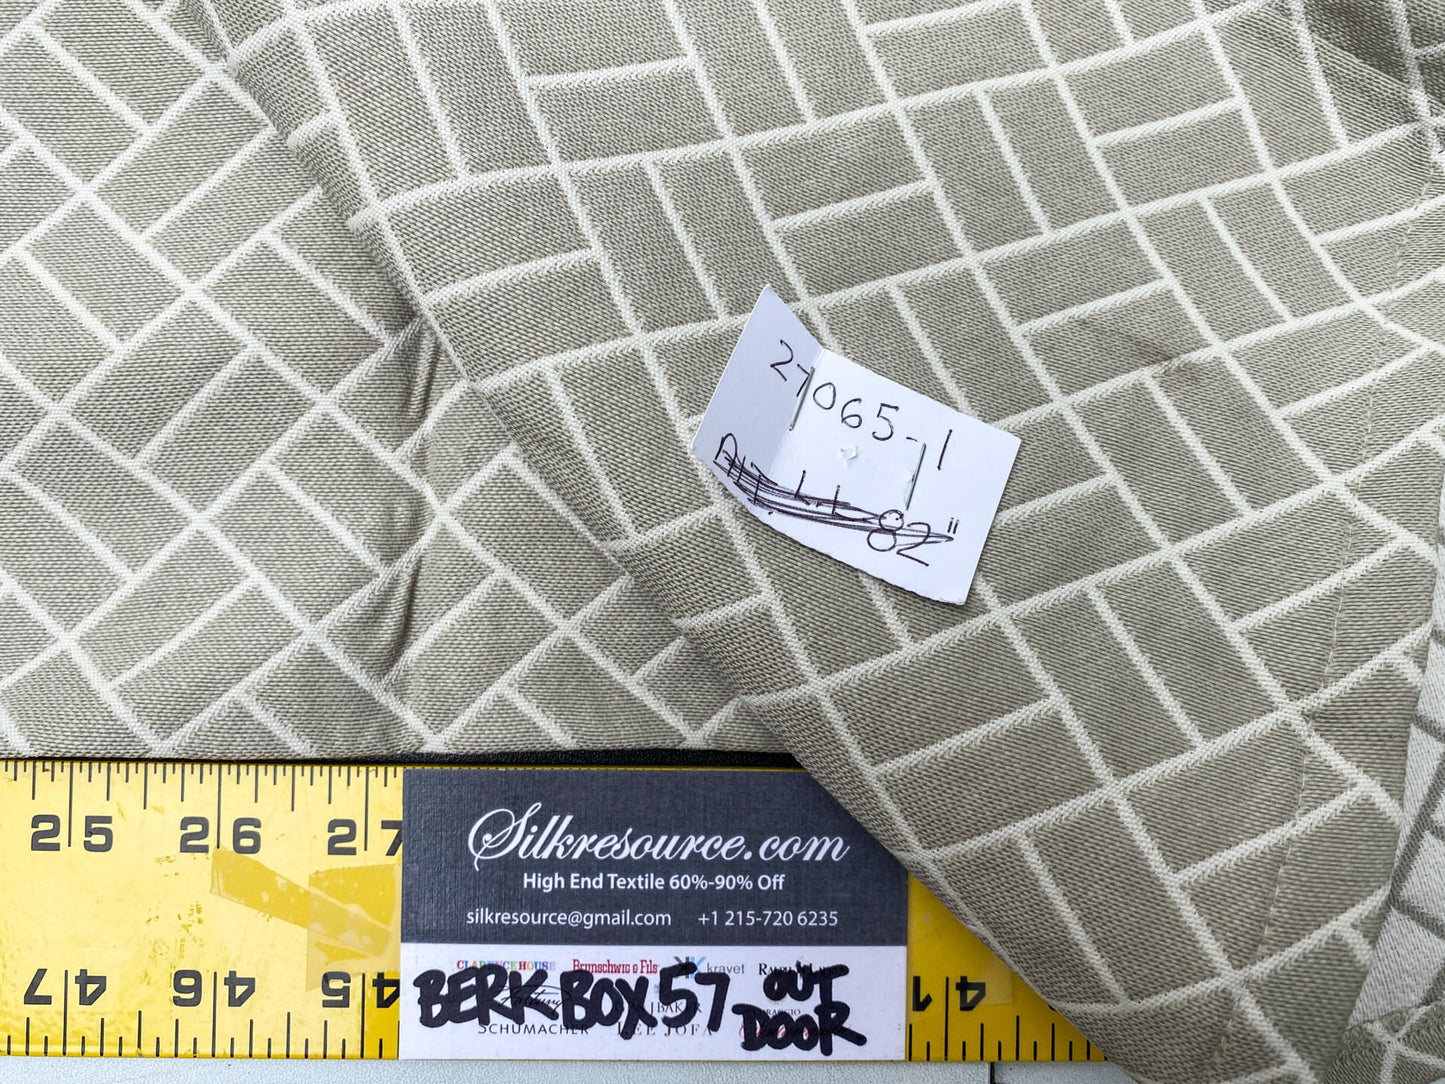 27065-1
82"
25 26 27
Silkresource.com
High End Textile 60%-90% Off
silkresource@gmail.com +1 215-720 6235
CLARENCE HOUSE Brunschwig & Fils kravet
BERK BOX 57 OUT DOOR
SCHUMACHER LEE JOFA
47 46 45 41